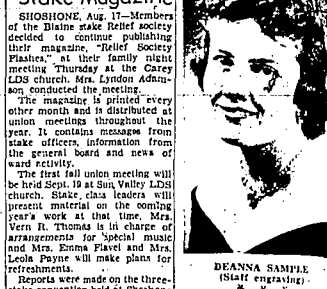 Stake Magazine
SHOSHONE, Aug. 17—Members
of the Blaine stake Relief society
decided to continue publishing
their magazine, "Relief Society
Flashes," at their family night
meeting Thursday at the Carey
LDS church. Mrs. Lyndon Adam-
son conducted the meeting.
The magazine is printed every
other month and is distributed at
union meetings throughout the
year. It contains messages from
stake officers, information from
the general board and news of
ward activity.
The first fall union meeting will
be held Sept. 19 at Sun Valley LDS
church. Stake class leaders will
present material on the coming
year's work at that time. Mrs.
Vern R. Thomas is in charge of
arrangements for special music
and Mrs. Emma Flavel and Mrs.
Leola Payne will make plans for
refreshments.
Reports were made on the three-
DEANNA SAMPLE
(Staff engraving)